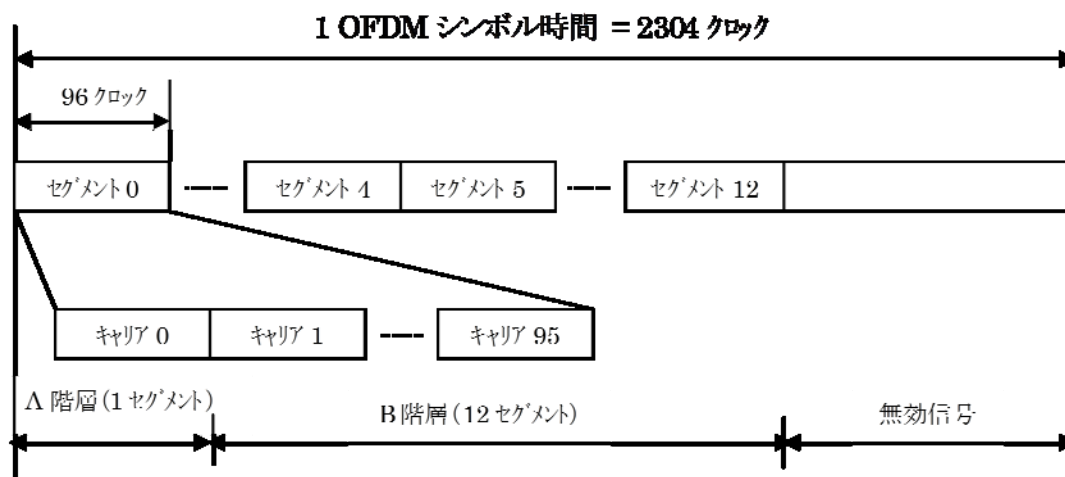 1 OFDM シンボル時間 = 2304 クロック
96 クロック
セグメント 0
セグメント 4
セグメント 5
セグメント 12
キャリア 0
キャリア 1
キャリア 95
A 階層(1 セグメント)
B 階層(12 セグメント)
無効信号